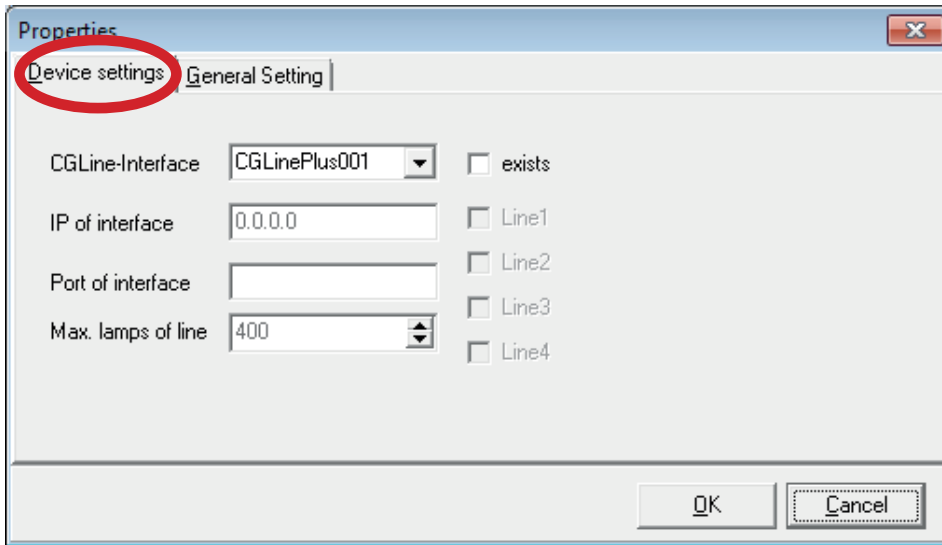 Properties
Device settings General Setting
CGLine-Interface CGLinePlus001 exists
IP of interface 0.0.0.0 Line1
Line2
Port of interface
Line3
Max. lamps of line 400
Line4
OK Cancel